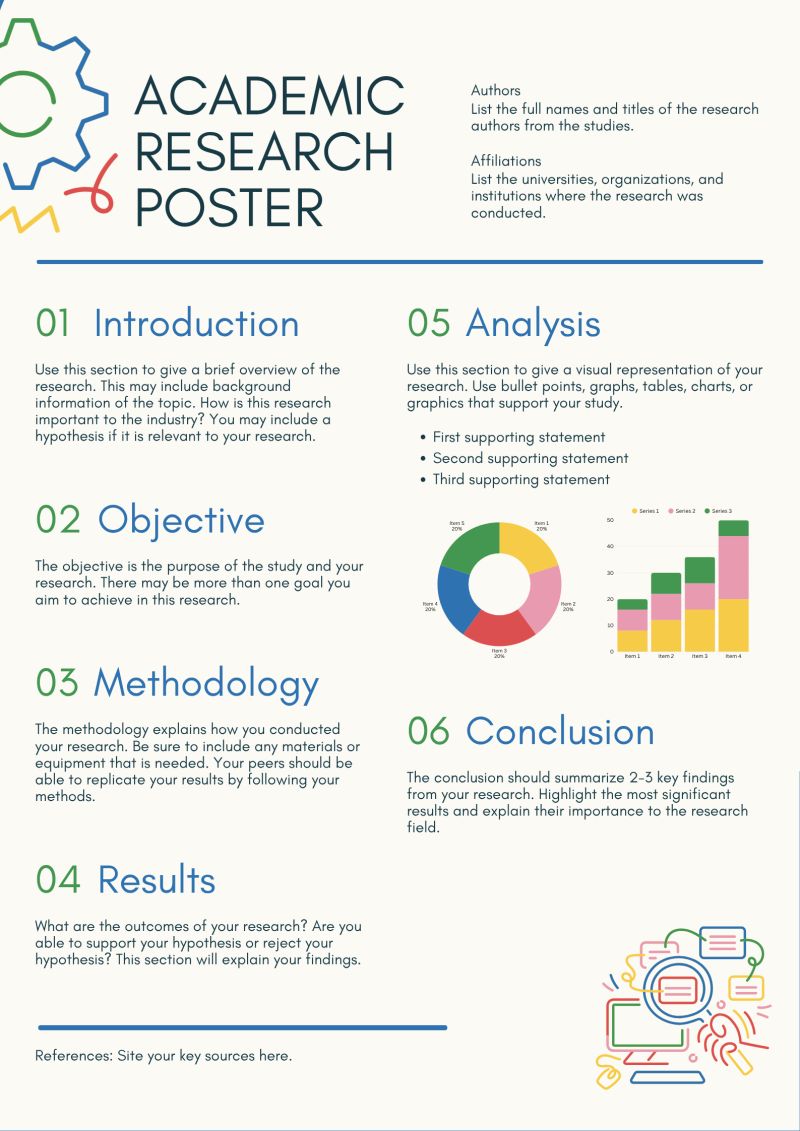 ACADEMIC
RESEARCH
POSTER
Authors
List the full names and titles of the research
authors from the studies.
Affiliations
List the universities, organizations, and
institutions where the research was
conducted.
01 Introduction
Use this section to give a brief overview of the
research. This may include background
information of the topic. How is this research
important to the industry? You may include a
hypothesis if it is relevant to your research.
02 Objective
The objective is the purpose of the study and your
research. There may be more than one goal you
aim to achieve in this research.
03 Methodology
The methodology explains how you conducted
your research. Be sure to include any materials or
equipment that is needed. Your peers should be
able to replicate your results by following your
methods.
04 Results
What are the outcomes of your research? Are you
able to support your hypothesis or reject your
hypothesis? This section will explain your findings.
References: Site your key sources here.
05 Analysis
Use this section to give a visual representation of your
research. Use bullet points, graphs, tables, charts, or
graphics that support your study.
• First supporting statement
• Second supporting statement
• Third supporting statement
Item 5
20%
Item 1
20%
Item 4
20%
Item 2
20%
Item 3
20%
Series 1 Series 2 Series 3
50
40
30
20
10
0
Item 1 Item 2 Item 3 Item 4
06 Conclusion
The conclusion should summarize 2-3 key findings
from your research. Highlight the most significant
results and explain their importance to the research
field.